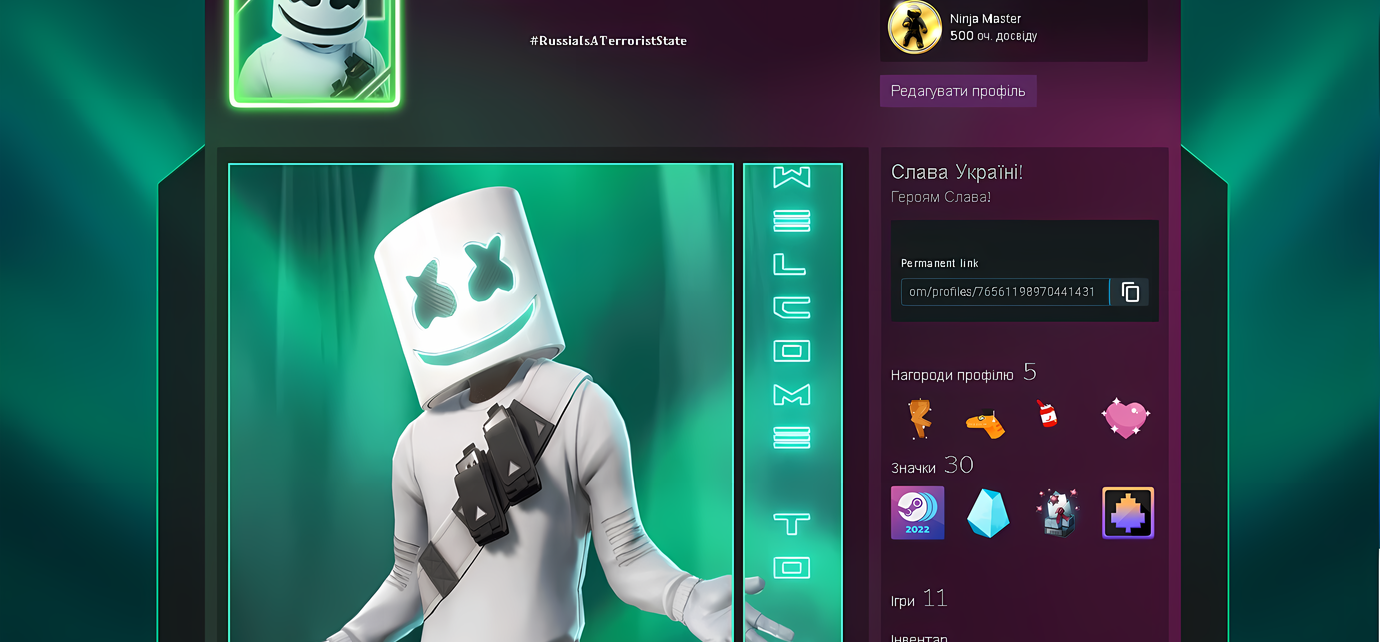 #RussiaIsATerroristState
Ninja Master
500 оч. досвіду
Редагувати профіль
WELCOME TO
Слава Україні!
Героям Слава!
Permanent link
om/profiles/76561198970441431
Нагороди профілю 5
Значки 30
2022
Ігри 11
Інвентар